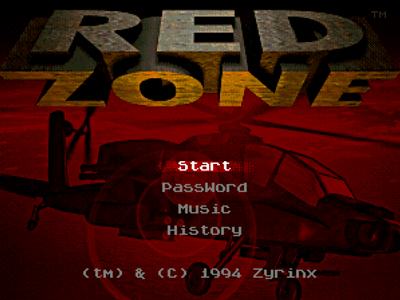 RED
TM
ZONE
Start
PassWord
Music
History
(tM) & (C) 1994 Zyrinx